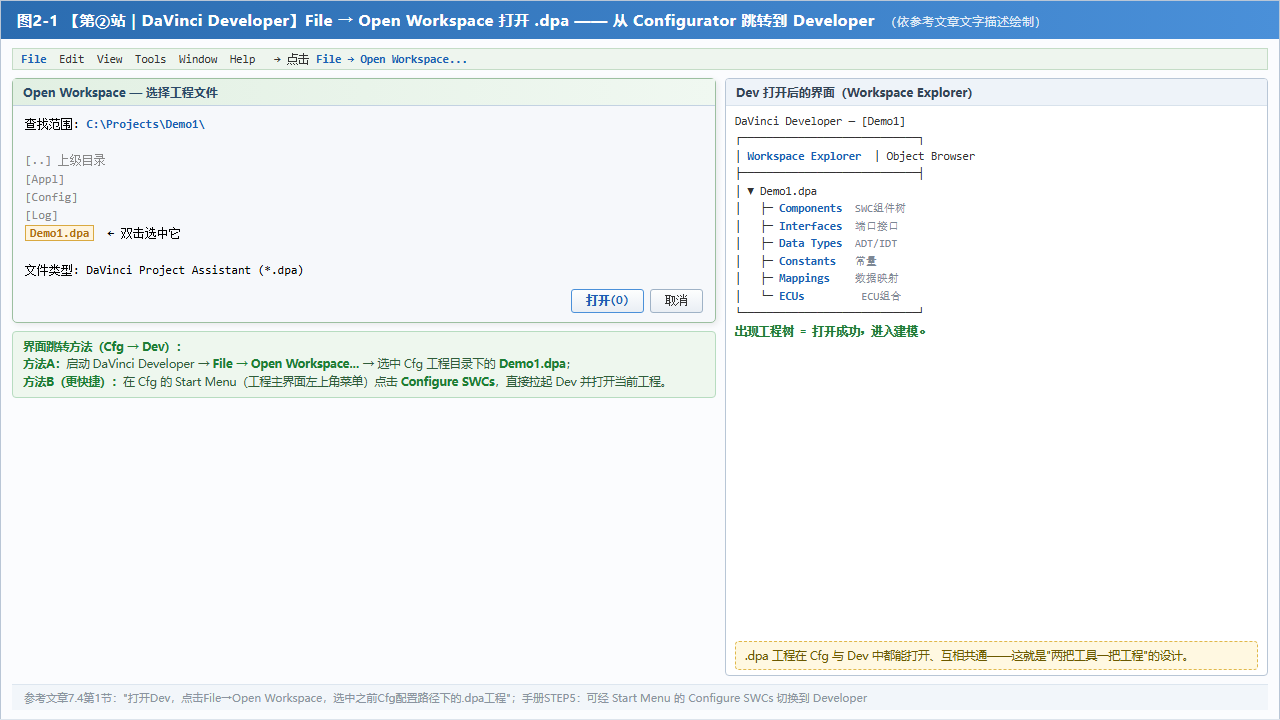 图2-1 【第②站 | DaVinci Developer】File → Open Workspace 打开 .dpa —— 从 Configurator 跳转到 Developer （依参考文章文字描述绘制）
File Edit View Tools Window Help → 点击 File → Open Workspace...
Open Workspace — 选择工程文件
查找范围: C:\Projects\Demo1\
[..] 上级目录
[Appl]
[Config]
[Log]
Demo1.dpa ← 双击选中它
文件类型: DaVinci Project Assistant (*.dpa)
打开(O) 取消
界面跳转方法（Cfg → Dev）:
方法A: 启动 DaVinci Developer → File → Open Workspace... → 选中 Cfg 工程目录下的 Demo1.dpa;
方法B（更快捷）: 在 Cfg 的 Start Menu（工程主界面左上角菜单）点击 Configure SWCs，直接拉起 Dev 并打开当前工程。
Dev 打开后的界面（Workspace Explorer）
DaVinci Developer — [Demo1]
Workspace Explorer | Object Browser
▼ Demo1.dpa
├─ Components SWC组件树
├─ Interfaces 端口接口
├─ Data Types ADT/IDT
├─ Constants 常量
├─ Mappings 数据映射
└─ ECUs ECU组合
出现工程树 = 打开成功，进入建模。
.dpa 工程在 Cfg 与 Dev 中都能打开、互相共通——这就是"两把工具一把工程"的设计。
参考文章7.4第1节: "打开Dev，点击File→Open Workspace，选中之前Cfg配置路径下的.dpa工程"；手册STEP5: 可经 Start Menu 的 Configure SWCs 切换到 Developer